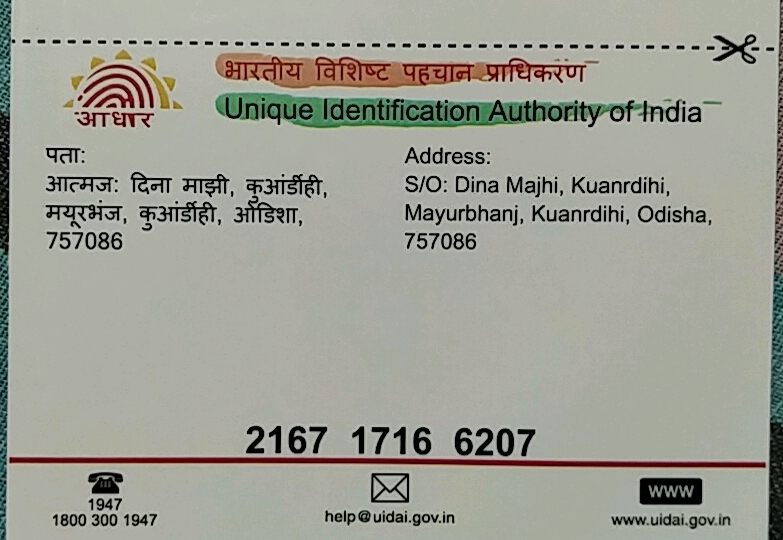 भारतीय विशिष्ट पहचान प्राधिकरण
Unique Identification Authority of India
आधार
पता:
आत्मज: दिना माझी, कुआंर्डीही,
मयूरभंज, कुआंर्डीही, ओडिशा,
757086
Address:
S/O: Dina Majhi, Kuanrdihi,
Mayurbhanj, Kuanrdihi, Odisha,
757086
2167 1716 6207
1947
1800 300 1947
help@uidai.gov.in
www
www.uidai.gov.in